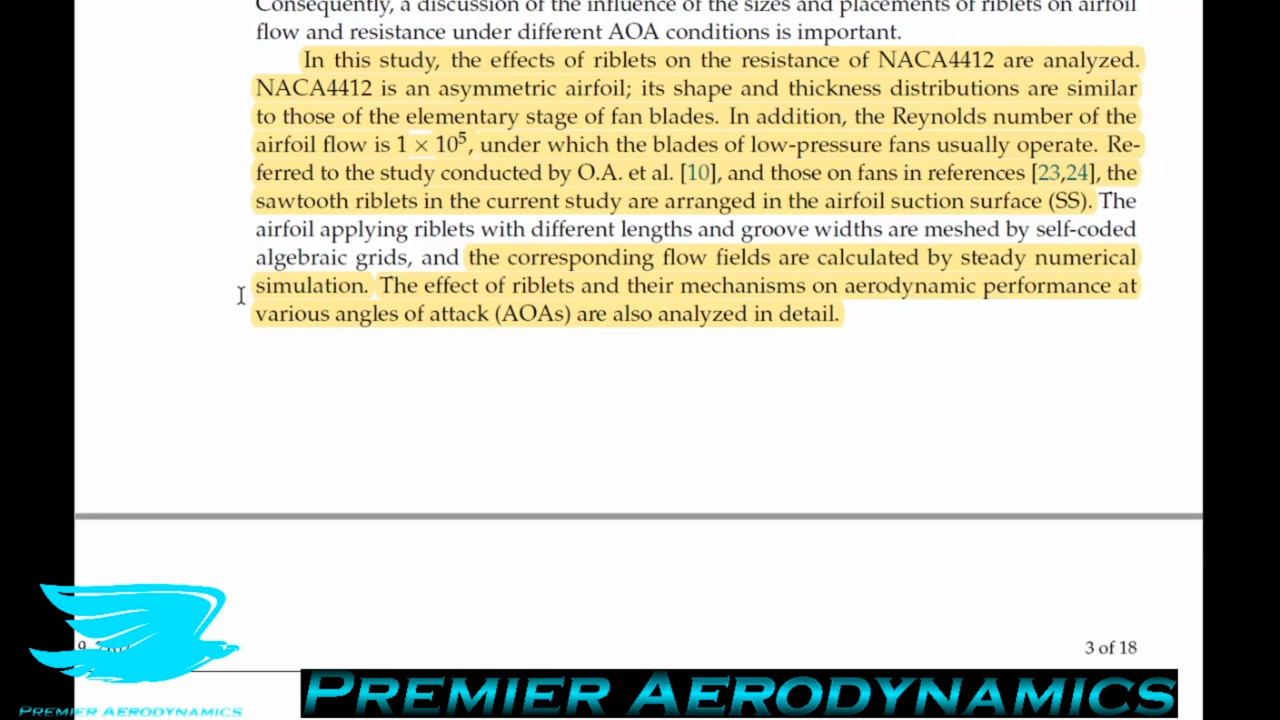 Consequently, a discussion of the influence of the sizes and placements of riblets on airfoil
flow and resistance under different AOA conditions is important.
In this study, the effects of riblets on the resistance of NACA4412 are analyzed.
NACA4412 is an asymmetric airfoil; its shape and thickness distributions are similar
to those of the elementary stage of fan blades. In addition, the Reynolds number of the
airfoil flow is 1 × 10⁵, under which the blades of low-pressure fans usually operate. Re-
ferred to the study conducted by O.A. et al. [10], and those on fans in references [23,24], the
sawtooth riblets in the current study are arranged in the airfoil suction surface (SS). The
airfoil applying riblets with different lengths and groove widths are meshed by self-coded
algebraic grids, and the corresponding flow fields are calculated by steady numerical
simulation. The effect of riblets and their mechanisms on aerodynamic performance at
various angles of attack (AOAs) are also analyzed in detail.
3 of 18
PREMIER AERODYNAMICS
PREMIER AERODYNAMICS